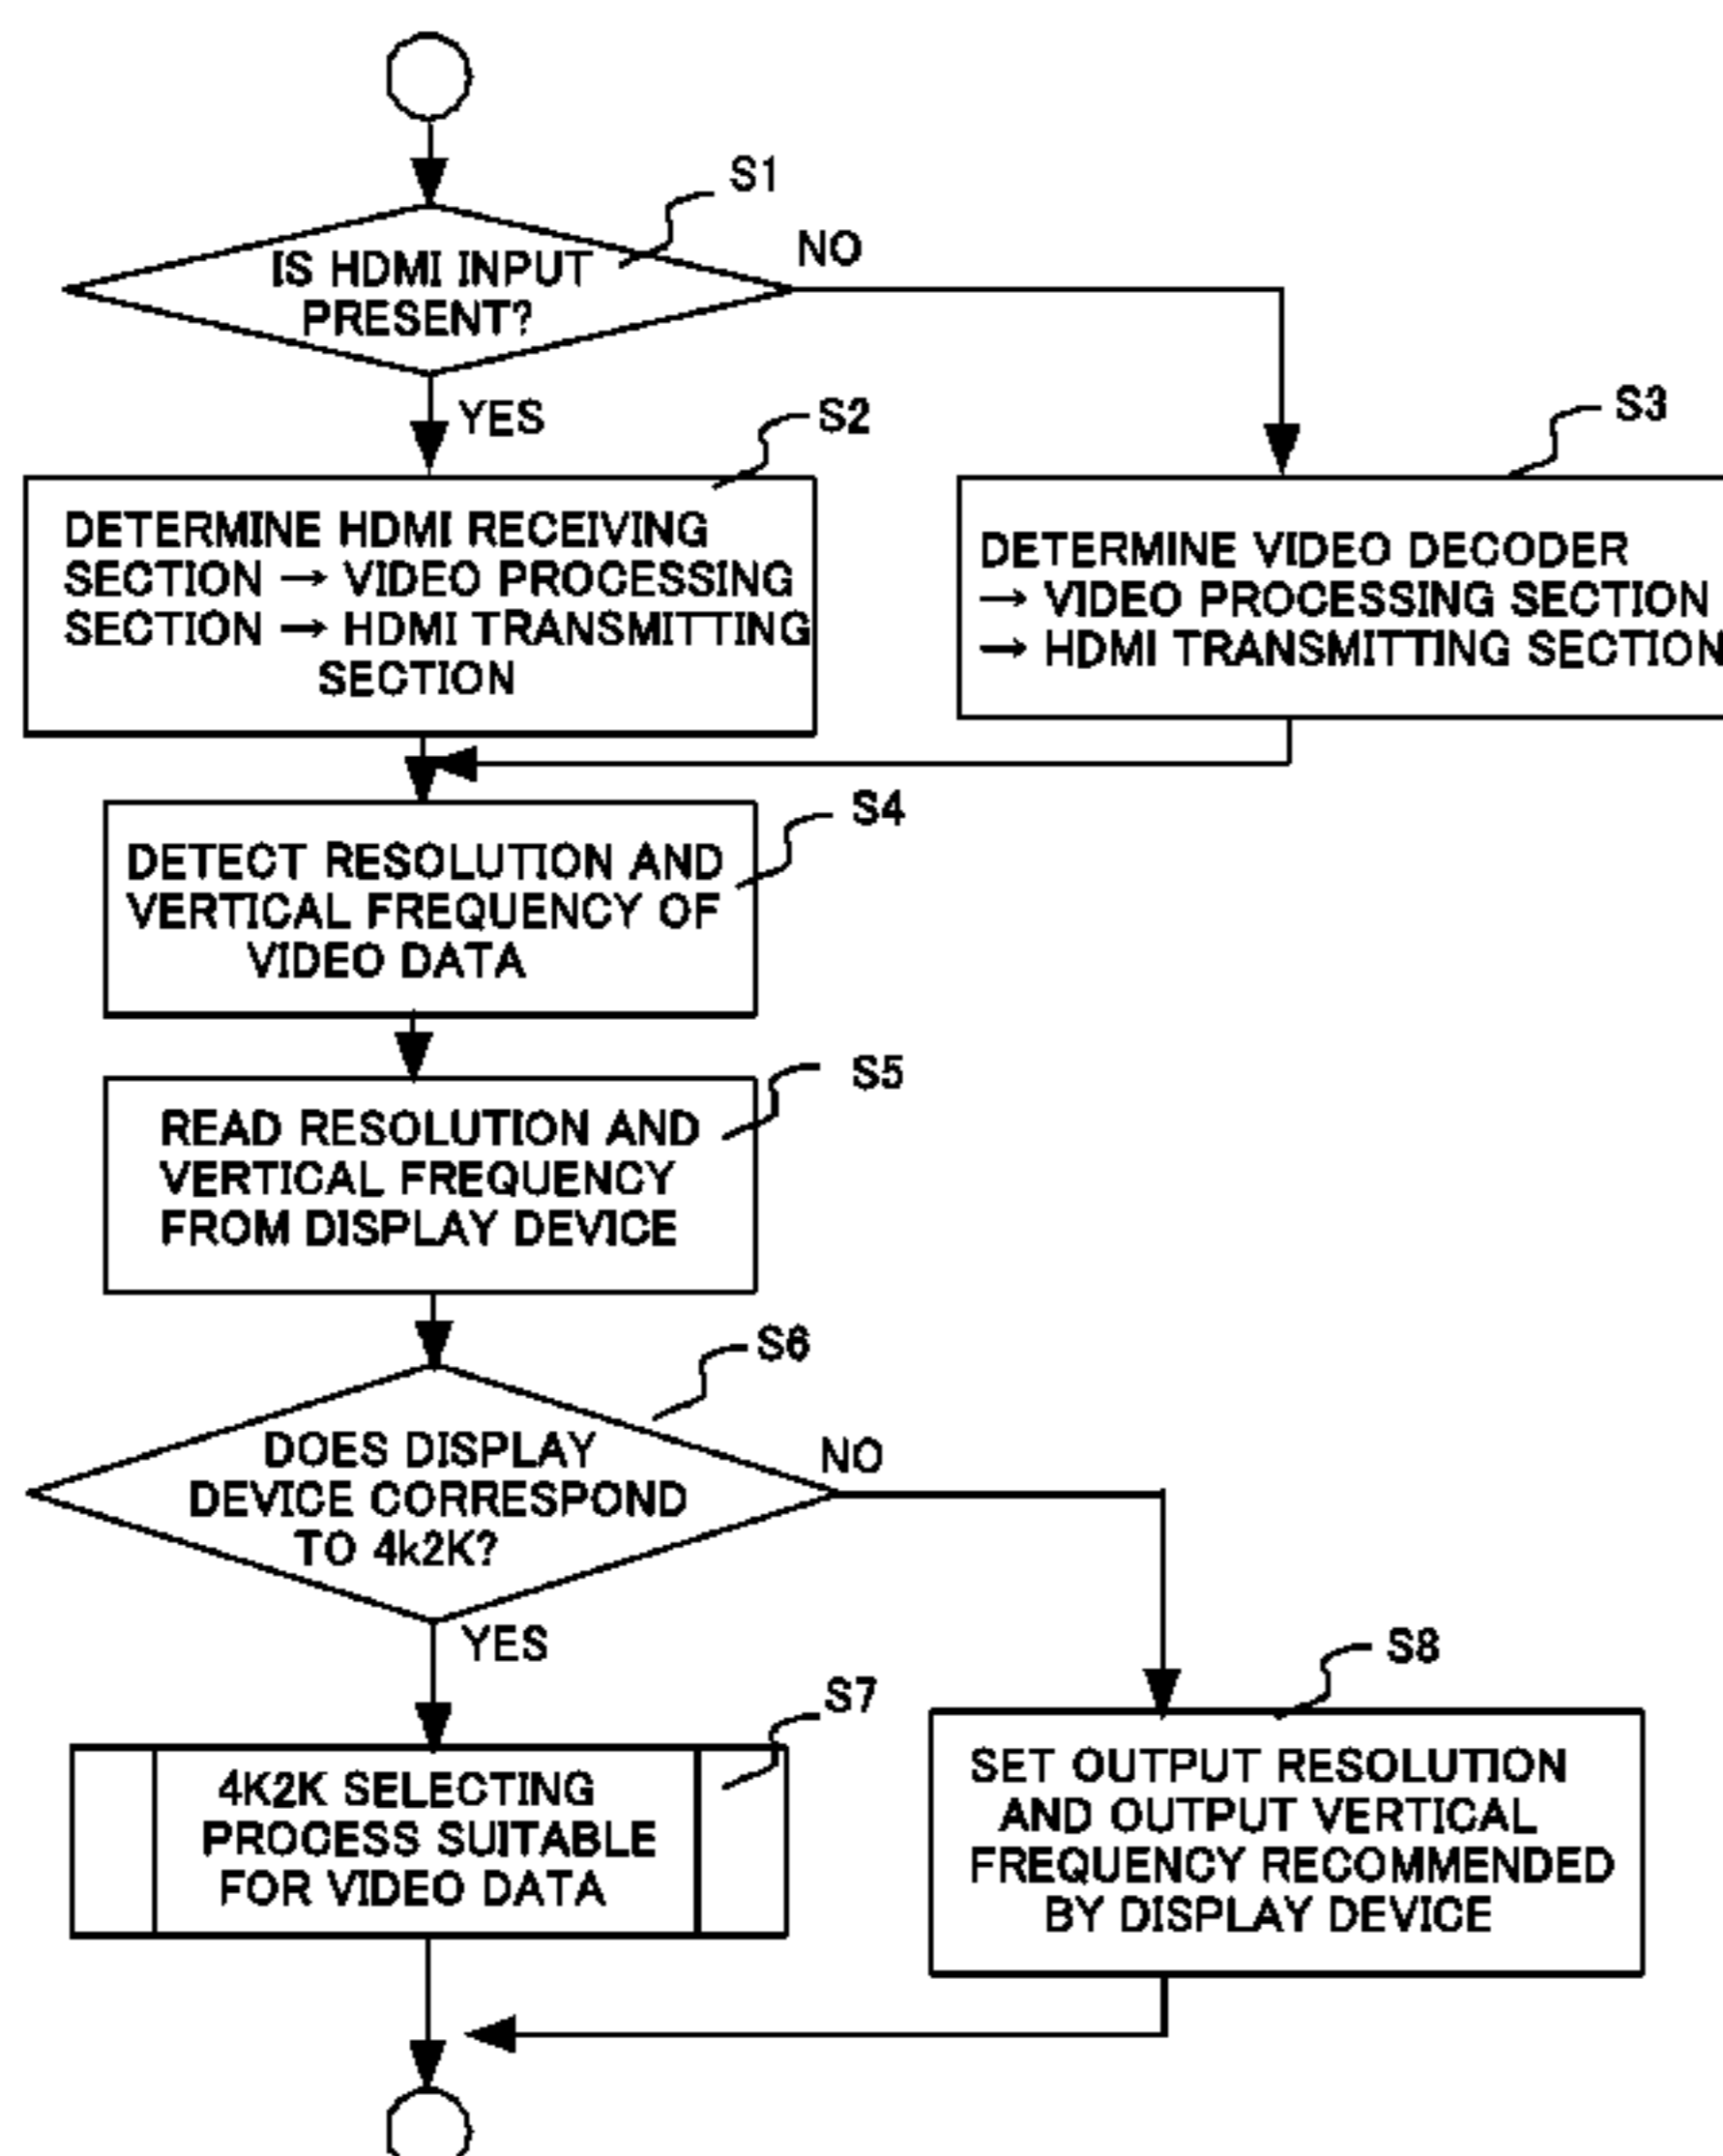 S1
IS HDMI INPUT
PRESENT?
NO
YES
S2
DETERMINE HDMI RECEIVING
SECTION → VIDEO PROCESSING
SECTION → HDMI TRANSMITTING
SECTION
S3
DETERMINE VIDEO DECODER
→ VIDEO PROCESSING SECTION
→ HDMI TRANSMITTING SECTION
S4
DETECT RESOLUTION AND
VERTICAL FREQUENCY OF
VIDEO DATA
S5
READ RESOLUTION AND
VERTICAL FREQUENCY
FROM DISPLAY DEVICE
S6
DOES DISPLAY
DEVICE CORRESPOND
TO 4k2K?
NO
YES
S7
4K2K SELECTING
PROCESS SUITABLE
FOR VIDEO DATA
S8
SET OUTPUT RESOLUTION
AND OUTPUT VERTICAL
FREQUENCY RECOMMENDED
BY DISPLAY DEVICE